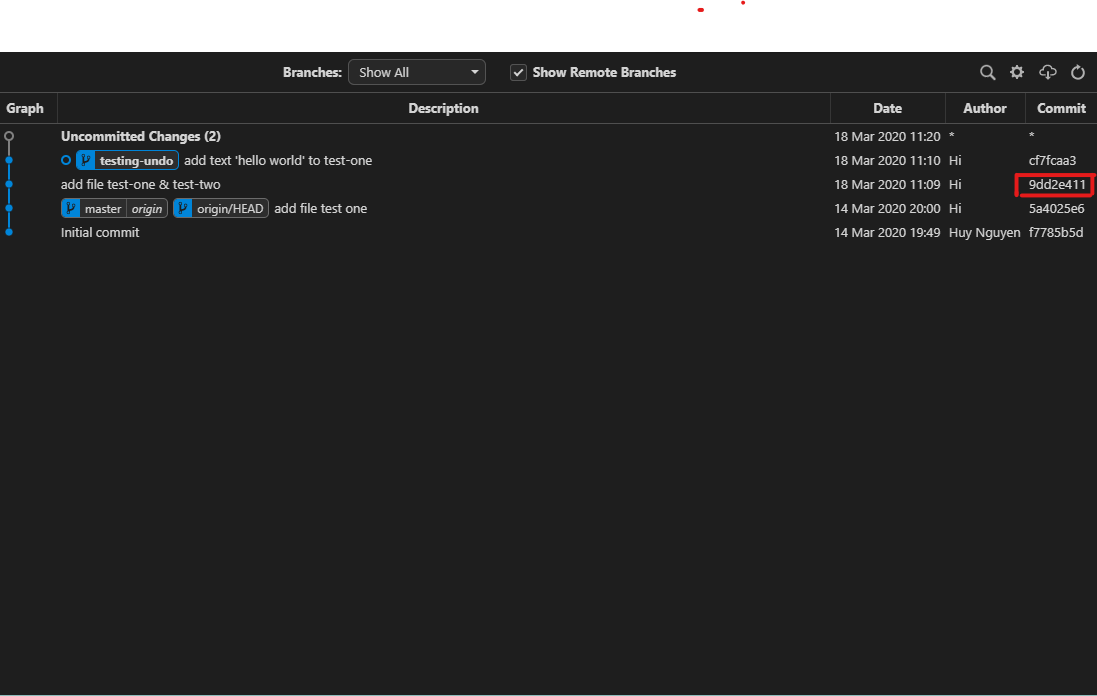 Branches: Show All Show Remote Branches
Graph Description Date Author Commit
Uncommitted Changes (2) 18 Mar 2020 11:20 * *
testing-undo add text 'hello world' to test-one 18 Mar 2020 11:10 Hi cf7fcaa3
add file test-one & test-two 18 Mar 2020 11:09 Hi 9dd2e411
master origin origin/HEAD add file test one 14 Mar 2020 20:00 Hi 5a4025e6
Initial commit 14 Mar 2020 19:49 Huy Nguyen f7785b5d